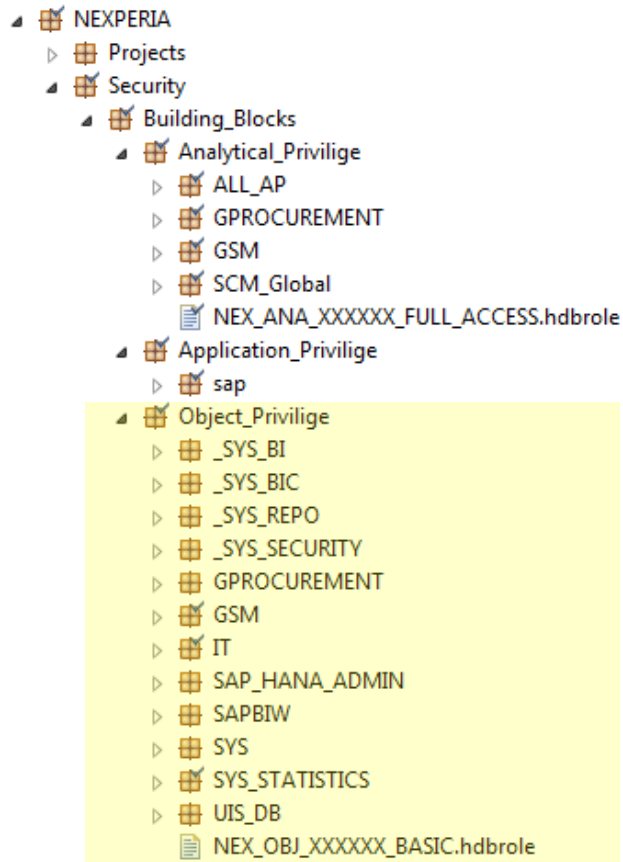 NEXPERIA
Projects
Security
Building_Blocks
Analytical_Privilige
ALL_AP
GPROCUREMENT
GSM
SCM_Global
NEX_ANA_XXXXXX_FULL_ACCESS.hdbrole
Application_Privilige
sap
Object_Privilige
_SYS_BI
_SYS_BIC
_SYS_REPO
_SYS_SECURITY
GPROCUREMENT
GSM
IT
SAP_HANA_ADMIN
SAPBIW
SYS
SYS_STATISTICS
UIS_DB
NEX_OBJ_XXXXXX_BASIC.hdbrole